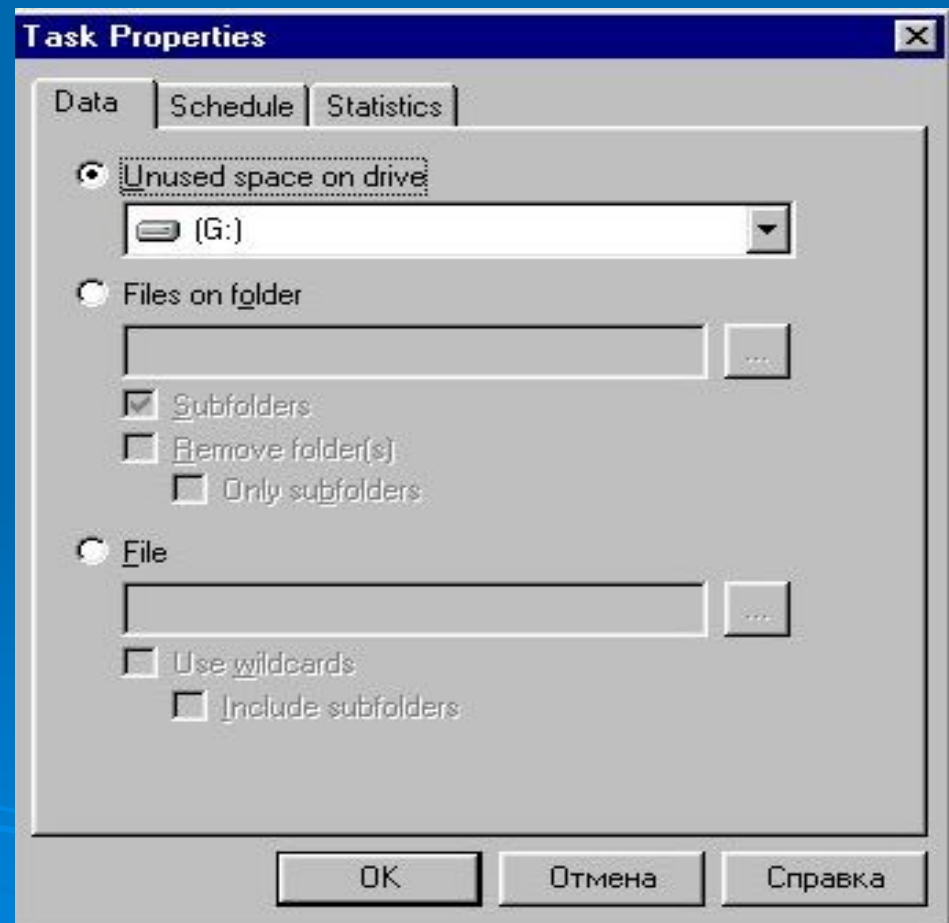 Task Properties
Data Schedule Statistics
Unused space on drive
(G:)
Files on folder
...
Subfolders
Remove folder(s)
Only subfolders
File
...
Use wildcards
Include subfolders
OK Отмена Справка